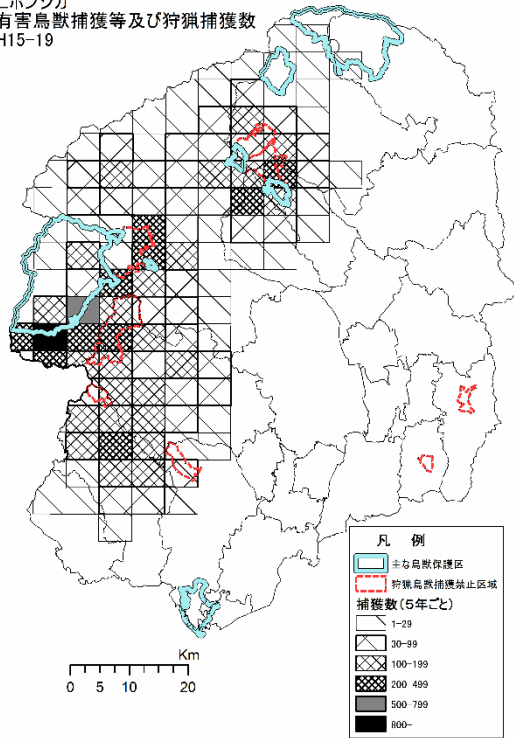 ニホンジカ
有害鳥獣捕獲等及び狩猟捕獲数
H15-19
Km
0 5 10 20
凡 例
主な鳥獣保護区
狩猟鳥獣捕獲禁止区域
捕獲数(5年ごと)
1-29
30-99
100-199
200-499
500-799
800-